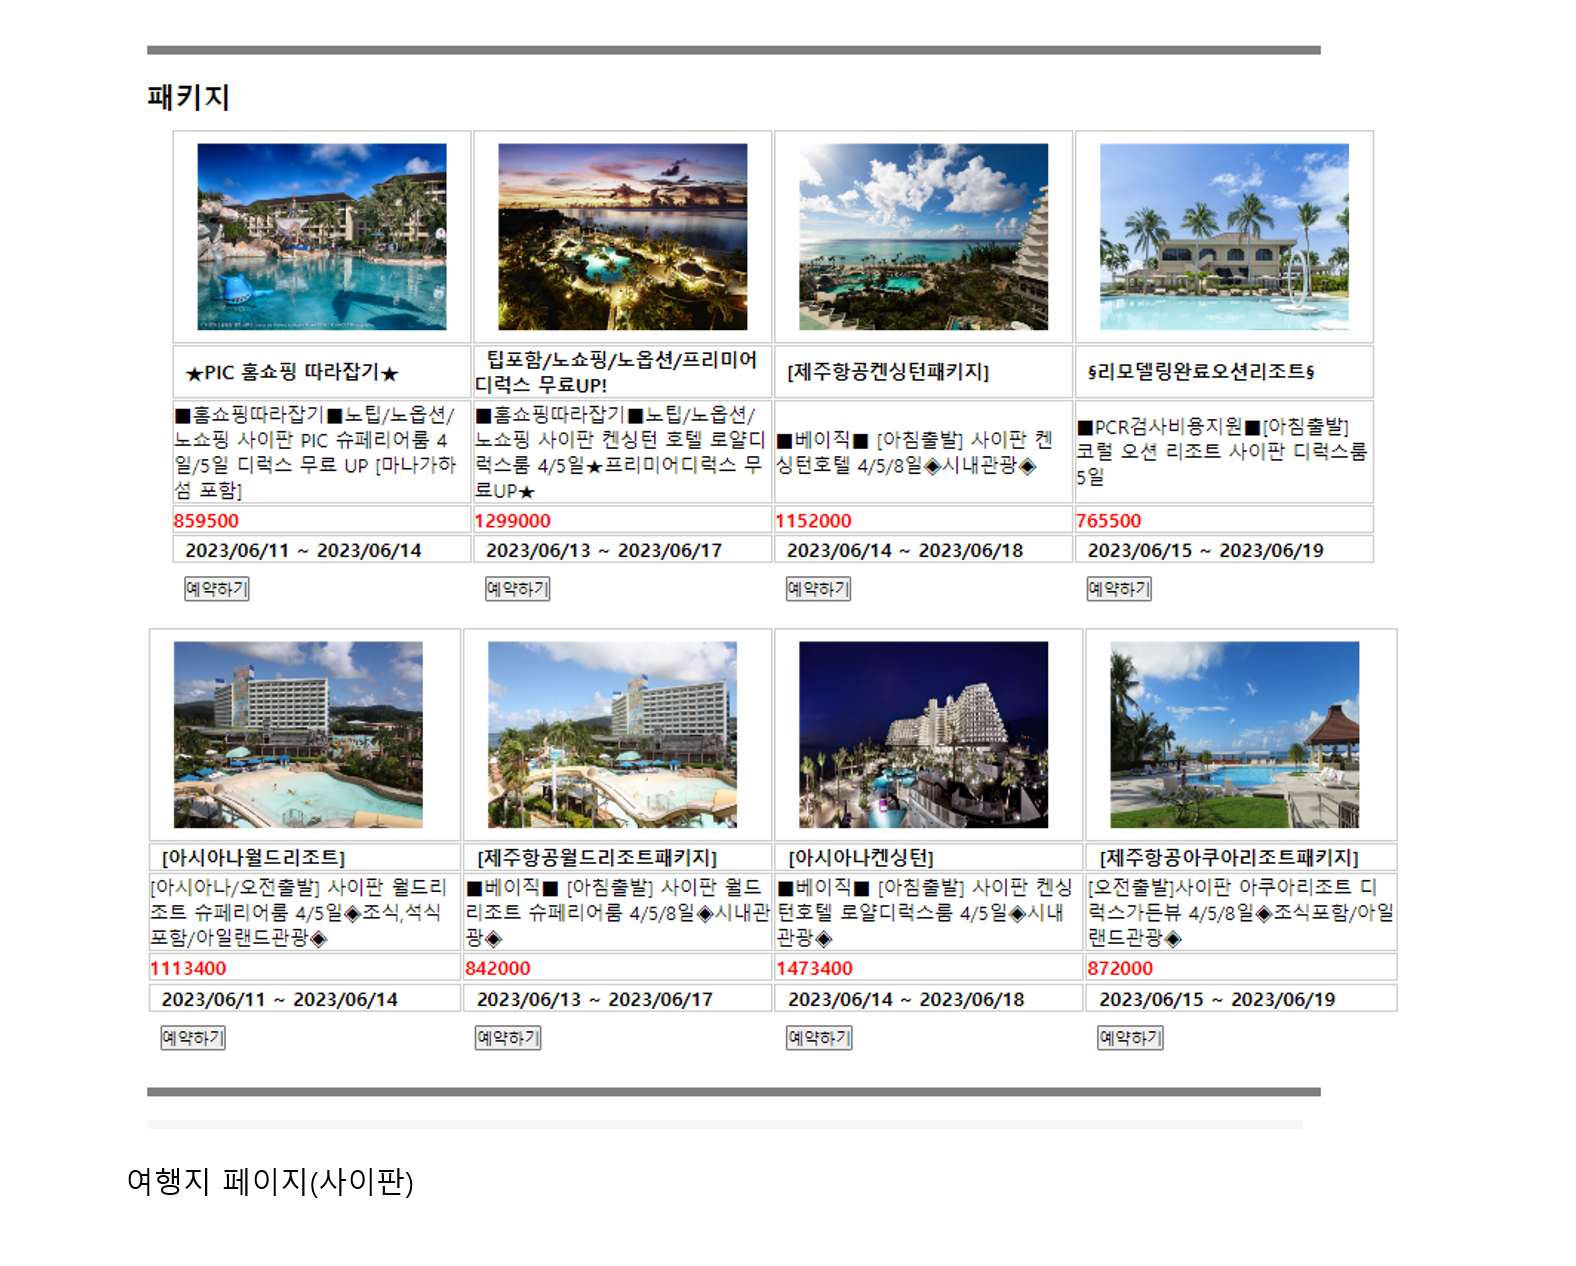 패키지
★PIC 홈쇼핑 따라잡기★
팁포함/노쇼핑/노옵션/프리미어
디럭스 무료UP!
[제주항공켄싱턴패키지]
§리모델링완료오션리조트§
■홈쇼핑따라잡기■노팁/노옵션/
노쇼핑 사이판 PIC 슈페리어룸 4
일/5일 디럭스 무료 UP [마나가하
섬 포함]
■홈쇼핑따라잡기■노팁/노옵션/
노쇼핑 사이판 켄싱턴 호텔 로얄디
럭스룸 4/5일★프리미어디럭스 무
료UP★
■베이직■ [아침출발] 사이판 켄
싱턴호텔 4/5/8일◈시내관광◈
■PCR검사비용지원■[아침출발]
코럴 오션 리조트 사이판 디럭스룸
5일
859500
1299000
1152000
765500
2023/06/11 ~ 2023/06/14
2023/06/13 ~ 2023/06/17
2023/06/14 ~ 2023/06/18
2023/06/15 ~ 2023/06/19
예약하기
예약하기
예약하기
예약하기
[아시아나월드리조트]
[제주항공월드리조트패키지]
[아시아나켄싱턴]
[제주항공아쿠아리조트패키지]
[아시아나/오전출발] 사이판 월드리
조트 슈페리어룸 4/5일◈조식,석식
포함/아일랜드관광◈
■베이직■ [아침출발] 사이판 월드
리조트 슈페리어룸 4/5/8일◈시내관
광◈
■베이직■ [아침출발] 사이판 켄싱
턴호텔 로얄디럭스룸 4/5일◈시내
관광◈
[오전출발]사이판 아쿠아리조트 디
럭스가든뷰 4/5/8일◈조식포함/아일
랜드관광◈
1113400
842000
1473400
872000
2023/06/11 ~ 2023/06/14
2023/06/13 ~ 2023/06/17
2023/06/14 ~ 2023/06/18
2023/06/15 ~ 2023/06/19
예약하기
예약하기
예약하기
예약하기
여행지 페이지(사이판)